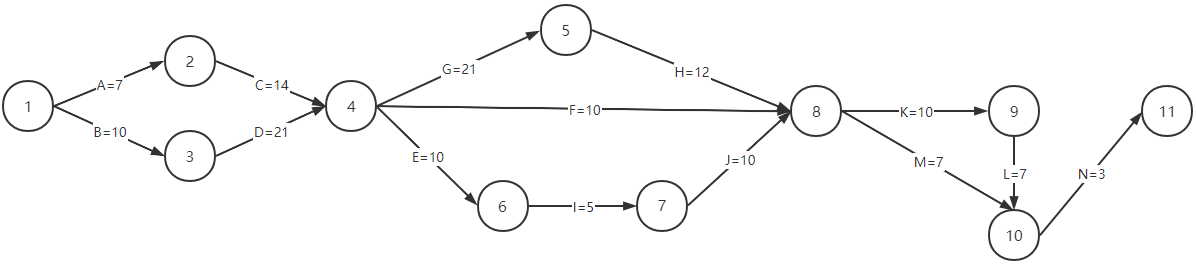 1
A=7
B=10
2
3
C=14
D=21
4
G=21
F=10
E=10
5
6
I=5
7
H=12
J=10
8
K=10
M=7
9
L=7
10
N=3
11